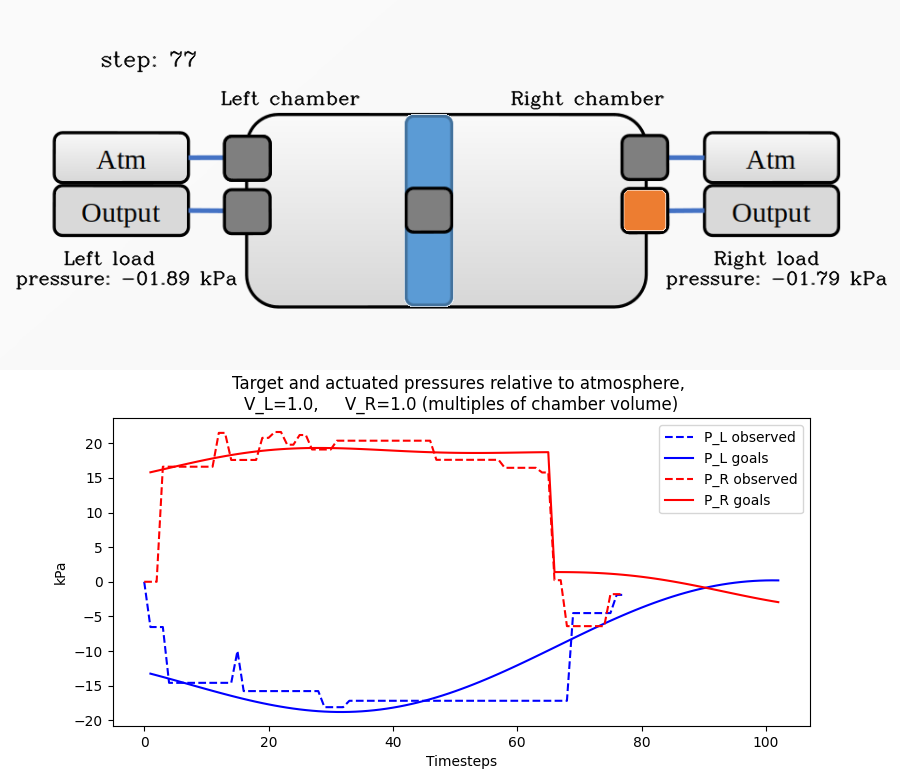 step: 77
Left chamber
Right chamber
Atm
Atm
Output
Output
Left load
pressure: -01.89 kPa
Right load
pressure: -01.79 kPa
Target and actuated pressures relative to atmosphere,
V_L=1.0, V_R=1.0 (multiples of chamber volume)
20
15
10
5
0
−5
−10
−15
−20
kPa
P_L observed
P_L goals
P_R observed
P_R goals
0 20 40 60 80 100
Timesteps